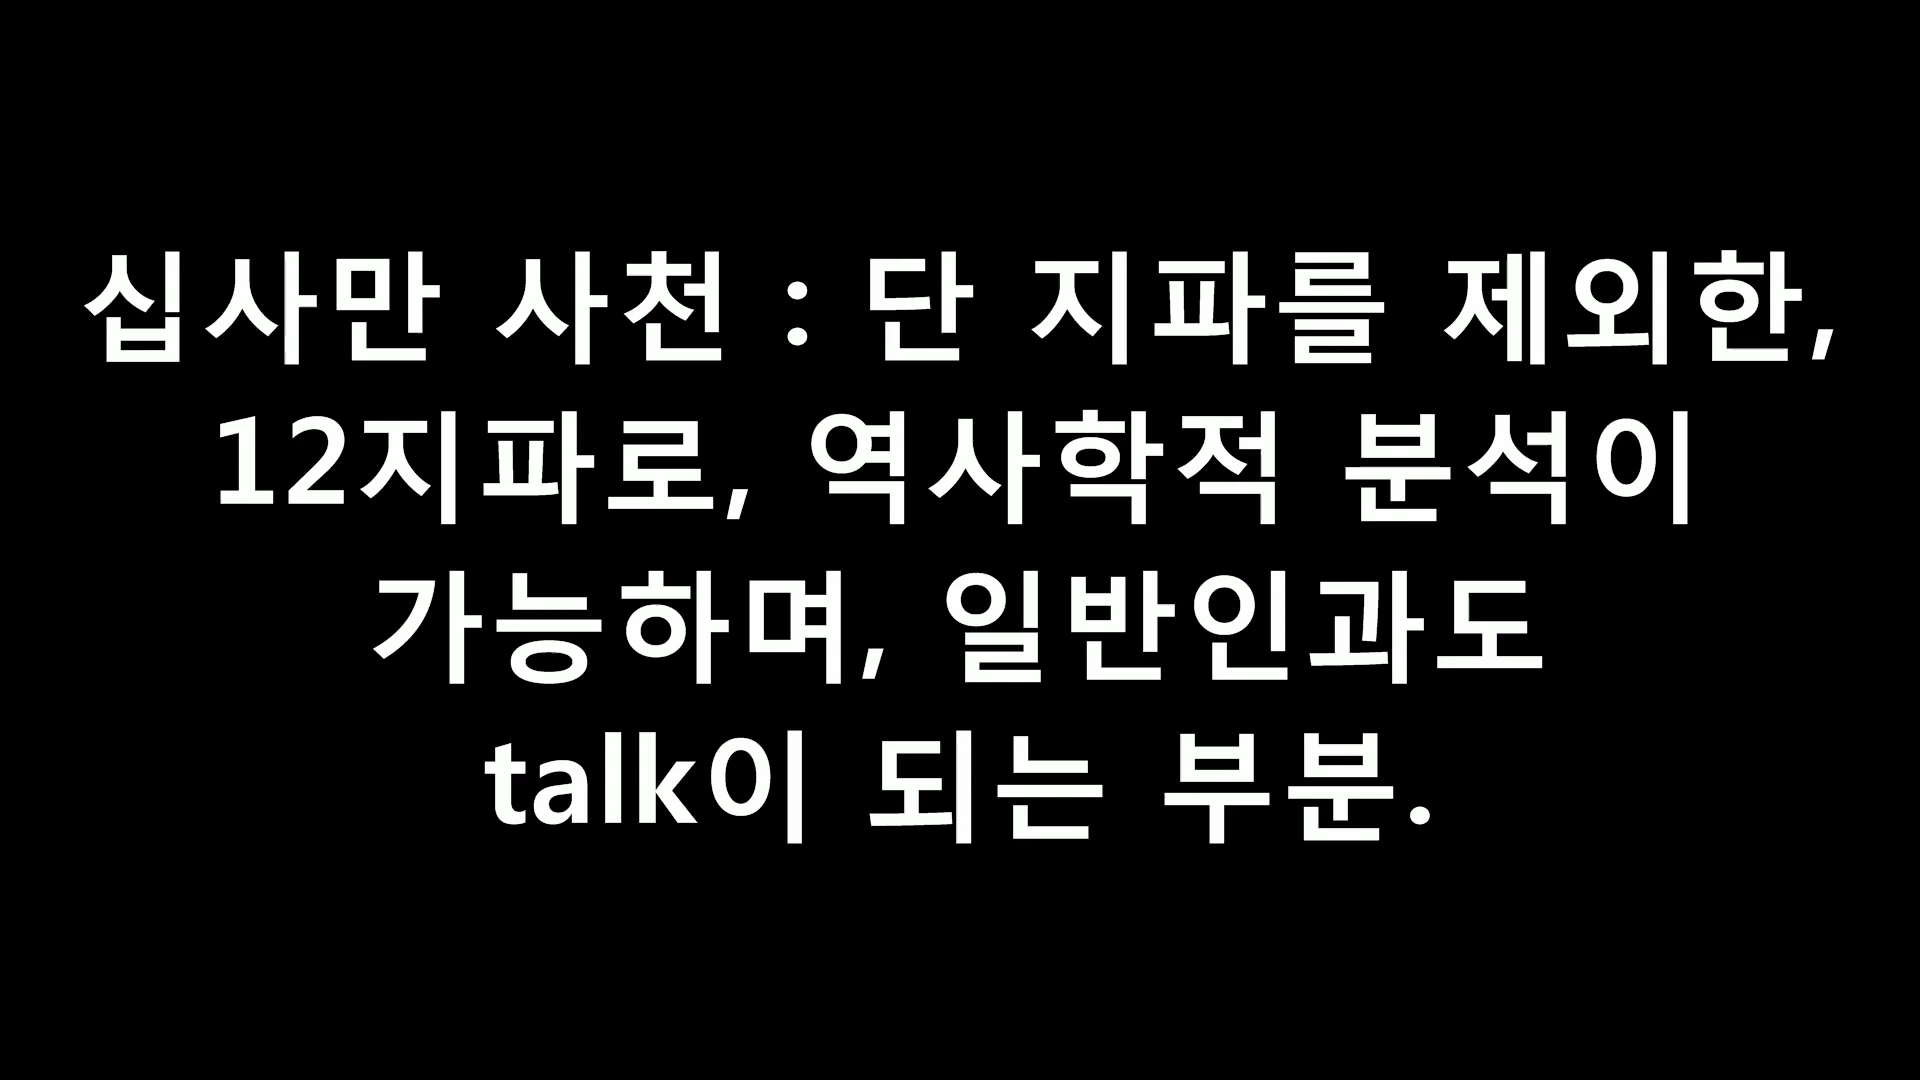 십사만 사천 : 단 지파를 제외한,
12지파로, 역사학적 분석이
가능하며, 일반인과도
talk이 되는 부분.